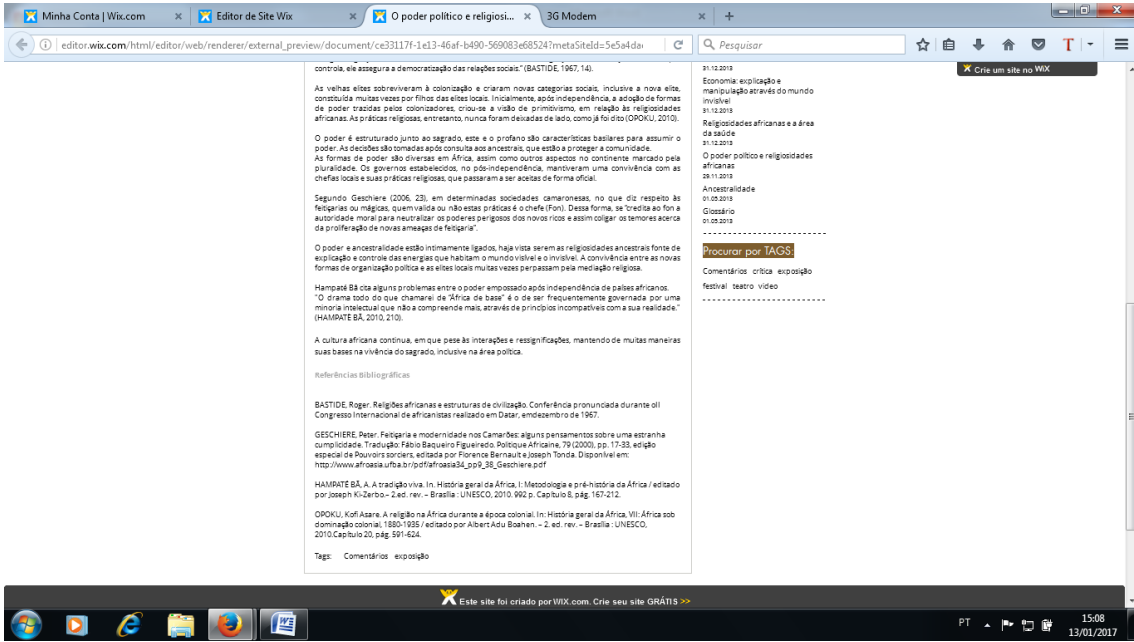 Minha Conta | Wix.com
Editor de Site Wix
O poder político e religiosi...
3G Modem
editor.wix.com/html/editor/web/renderer/external_preview/document/ce33117f-1e13-46af-b490-569083e68524?metaSiteId=5e5a4da
Pesquisar
controla, ele assegura a democratização das relações sociais." (BASTIDE, 1967, 14).
As velhas elites sobreviveram à colonização e criaram novas categorias sociais, inclusive a nova elite,
constituída muitas vezes por filhos das elites locais. Inicialmente, após independência, a adoção de formas
de poder trazidas pelos colonizadores, criou-se a visão de primitivismo, em relação às religiosidades
africanas. As práticas religiosas, entretanto, nunca foram deixadas de lado, como já foi dito (OPOKU, 2010).
O poder é estruturado junto ao sagrado, este e o profano são características basilares para assumir o
poder. As decisões são tomadas após consulta aos ancestrais, que estão a proteger a comunidade.
As formas de poder são diversas em África, assim como outros aspectos no continente marcado pela
pluralidade. Os governos estabelecidos, no pós-independência, mantiveram uma convivência com as
chefias locais e suas práticas religiosas, que passaram a ser aceitas de forma oficial.
Segundo Geschiere (2006, 23), em determinadas sociedades camaronesas, no que diz respeito às
feitiçarias ou mágicas, quem valida ou não estas práticas é o chefe (Fon). Dessa forma, se "credita ao fon a
autoridade moral para neutralizar os poderes perigosos dos novos ricos e assim coligar os temores acerca
da proliferação de novas ameaças de feitiçaria".
O poder e ancestralidade estão intimamente ligados, haja vista serem as religiosidades ancestrais fonte de
explicação e controle das energias que habitam o mundo visível e o invisível. A convivência entre as novas
formas de organização política e as elites locais muitas vezes perpassam pela mediação religiosa.
Hampaté Bâ cita alguns problemas entre o poder empossado após independência de países africanos.
"O drama todo do que chamarei de "África de base" é o de ser frequentemente governada por uma
minoria intelectual que não a compreende mais, através de princípios incompatíveis com a sua realidade."
(HAMPATÉ BÂ, 2010, 210).
A cultura africana continua, em que pese às interações e ressignificações, mantendo de muitas maneiras
suas bases na vivência do sagrado, inclusive na área política.
Referências Bibliográficas
BASTIDE, Roger. Religiões africanas e estruturas de civilização. Conferência pronunciada durante oII
Congresso Internacional de africanistas realizado em Datar, emdezembro de 1967.
GESCHIERE, Peter. Feitiçaria e modernidade nos Camarões: alguns pensamentos sobre uma estranha
cumplicidade. Tradução: Fábio Baqueiro Figueiredo. Politique Africaine, 79 (2000), pp. 17-33, edição
especial de Pouvoirs sorciers, editada por Florence Bernault e Joseph Tonda. Disponível em:
http://www.afroasia.ufba.br/pdf/afroasia34_pp9_38_Geschiere.pdf
HAMPATÉ BÂ, A. A tradição viva. In. História geral da África, I: Metodologia e pré-história da África / editado
por Joseph Ki-Zerbo.– 2.ed. rev. – Brasília : UNESCO, 2010. 992 p. Capítulo 8, pág. 167-212.
OPOKU, Kofi Asare. A religião na África durante a época colonial. In: História geral da África, VII: África sob
dominação colonial, 1880-1935 / editado por Albert Adu Boahen. – 2. ed. rev. – Brasília : UNESCO,
2010.Capítulo 20, pág. 591-624.
Tags: Comentários exposição
31.12.2013
Economia: explicação e
manipulação através do mundo
invisível
31.12.2013
Religiosidades africanas e a área
da saúde
31.12.2013
O poder político e religiosidades
africanas
29.11.2013
Ancestralidade
01.05.2013
Glossário
01.05.2013
Procurar por TAGS:
Comentários crítica exposição
festival teatro vídeo
Crie um site no WiX
Este site foi criado por WIX.com. Crie seu site GRÁTIS >>
PT
15:08
13/01/2017